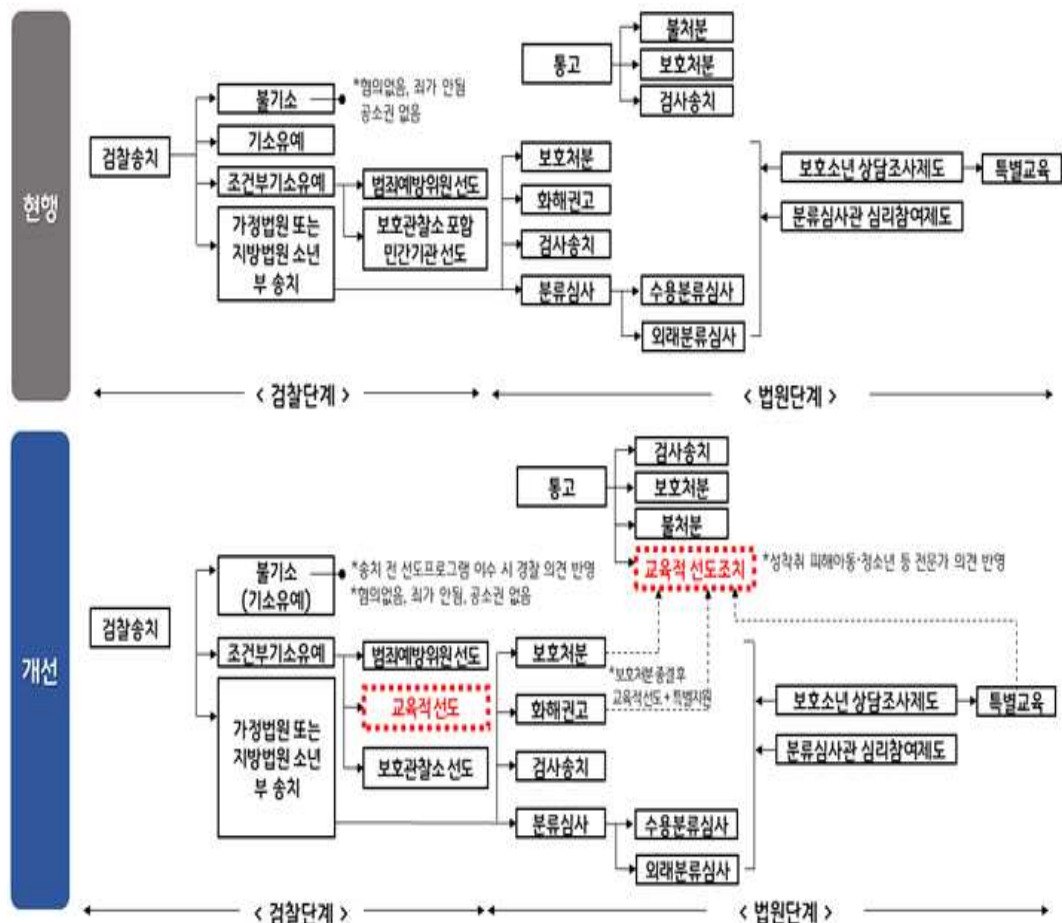 현행
통고
불처분
보호처분
검사송치
검찰송치
불기소
*혐의없음, 죄가 안됨
공소권 없음
기소유예
조건부기소유예
범죄예방위원 선도
보호관찰소 포함
민간기관 선도
가정법원 또는
지방법원 소년
부 송치
보호처분
화해권고
검사송치
분류심사
수용분류심사
외래분류심사
보호소년 상담조사제도
특별교육
분류심사관 심리참여제도
< 검찰단계 >
< 법원단계 >
개선
통고
검사송치
보호처분
불처분
교육적 선도조치
*성착취 피해아동·청소년 등 전문가 의견 반영
검찰송치
불기소
(기소유예)
*송치 전 선도프로그램 이수 시 경찰 의견 반영
*혐의없음, 죄가 안됨, 공소권 없음
조건부기소유예
범죄예방위원 선도
교육적 선도
보호관찰소 선도
가정법원 또는
지방법원 소년
부 송치
보호처분
*보호처분 종결 후
교육적 선도 + 특별지원
화해권고
검사송치
분류심사
수용분류심사
외래분류심사
보호소년 상담조사제도
특별교육
분류심사관 심리참여제도
< 검찰단계 >
< 법원단계 >